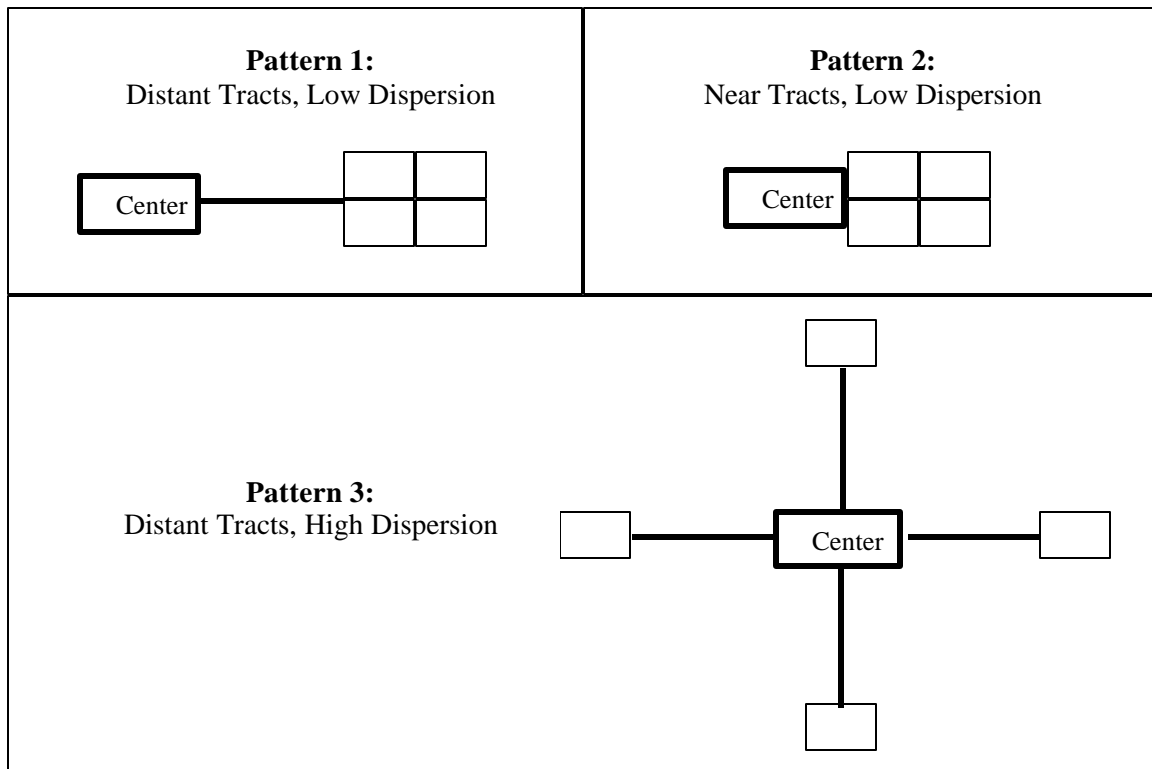 Pattern 1:
Distant Tracts, Low Dispersion
Center
Pattern 2:
Near Tracts, Low Dispersion
Center
Pattern 3:
Distant Tracts, High Dispersion
Center